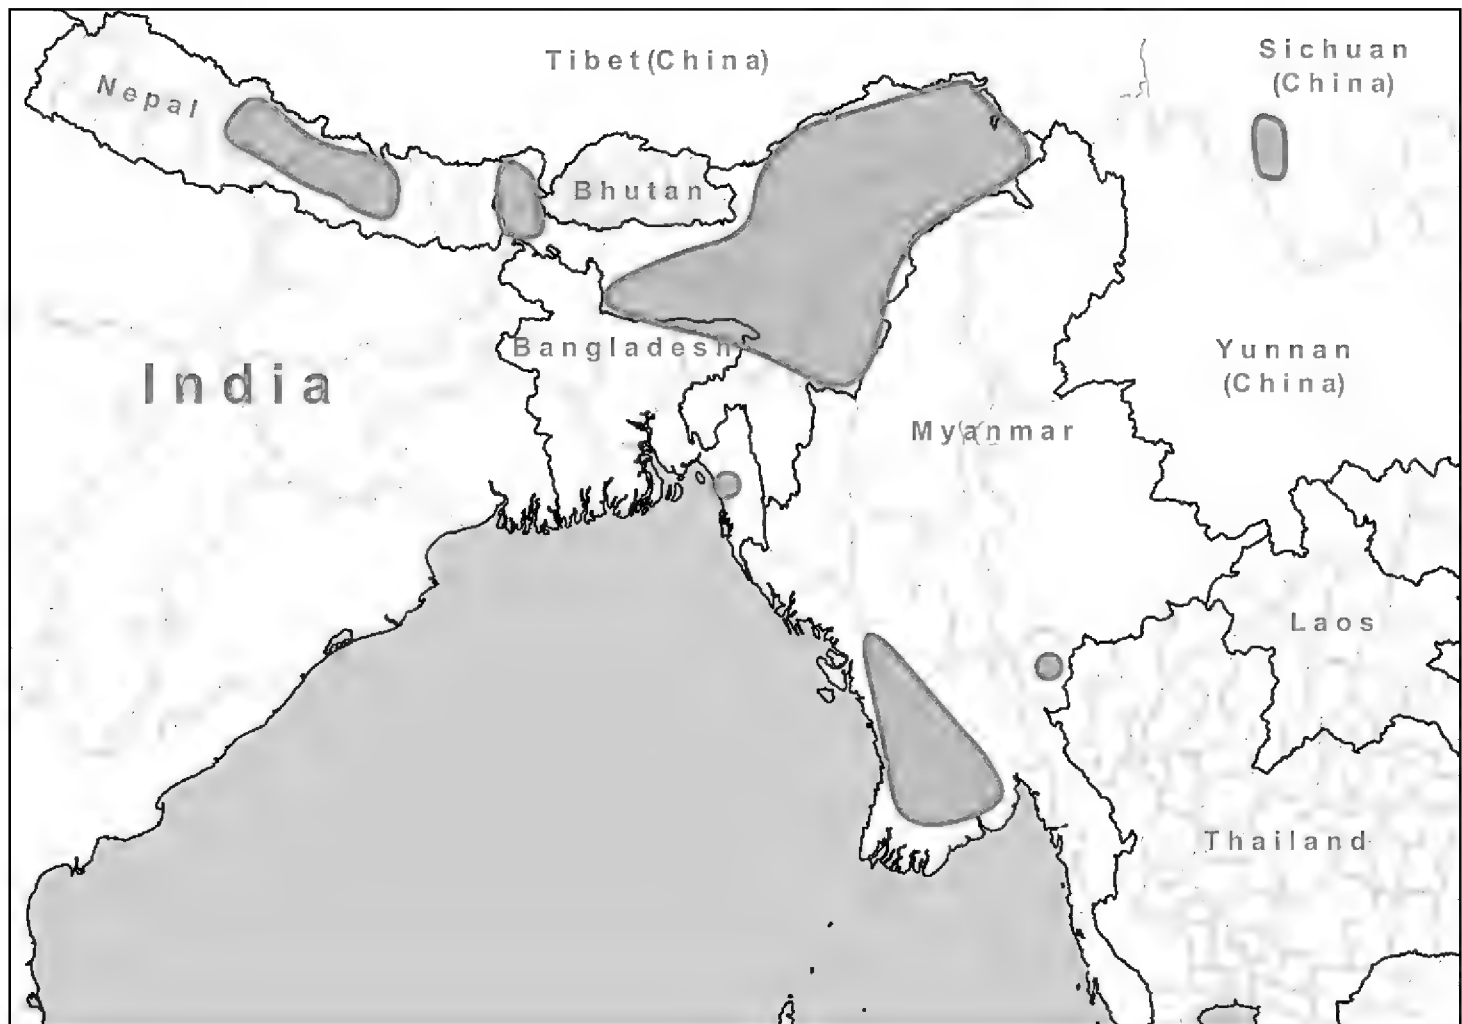 Tibet (China)
Sichuan
(China)
Nepal
Bhutan
Bangladesh
India
Yunnan
(China)
Myanmar
Laos
Thailand